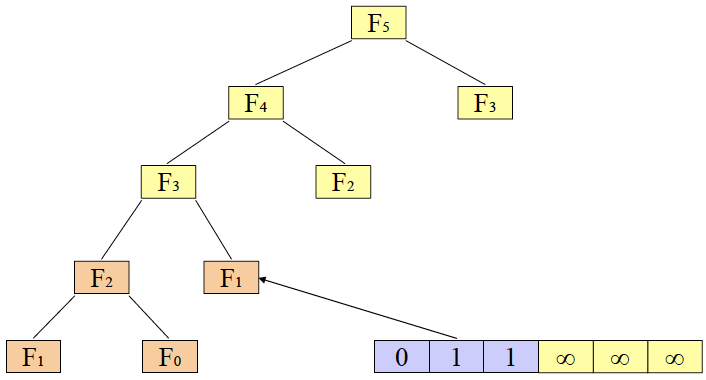 F₅
F₄ F₃
F₃ F₂
F₂ F₁
F₁ F₀ 0 1 1 ∞ ∞ ∞